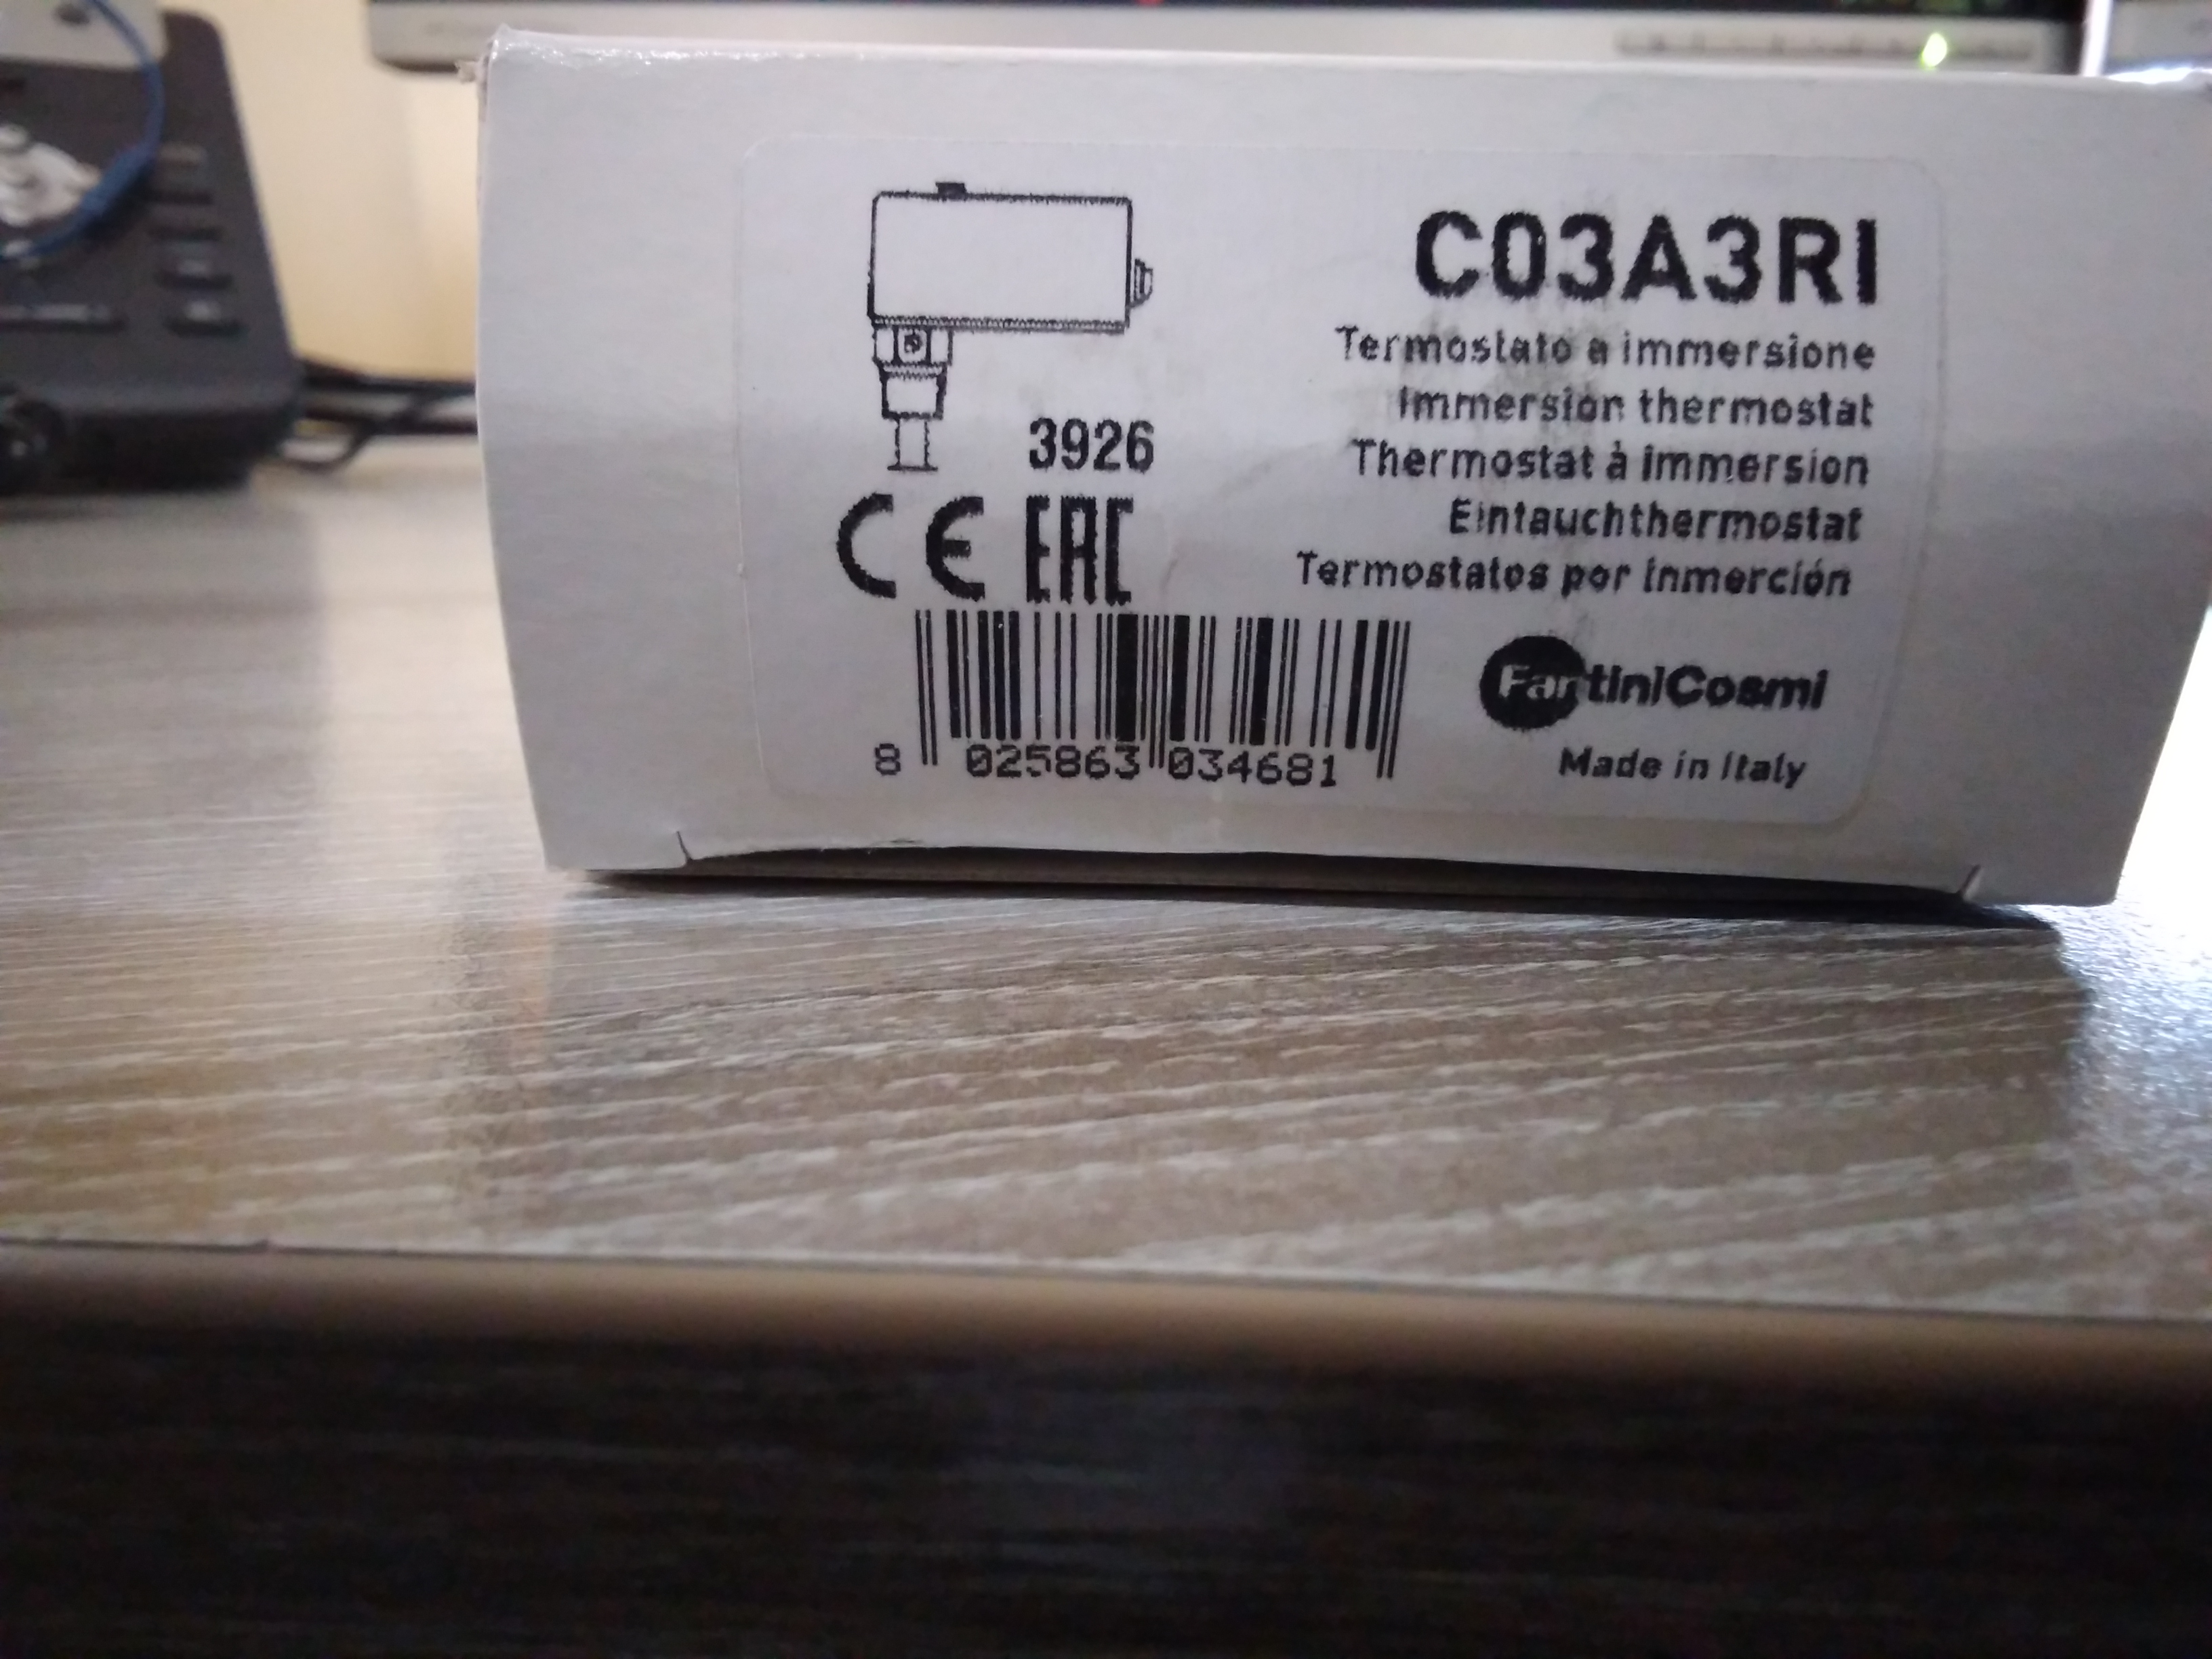 C03A3RI
Termostato a immersione
Immersion thermostat
Thermostat à immersion
Eintauchthermostat
Termostatos por inmerción
3926
CE EAC
8 025863 034681
FantiniCosmi
Made in Italy